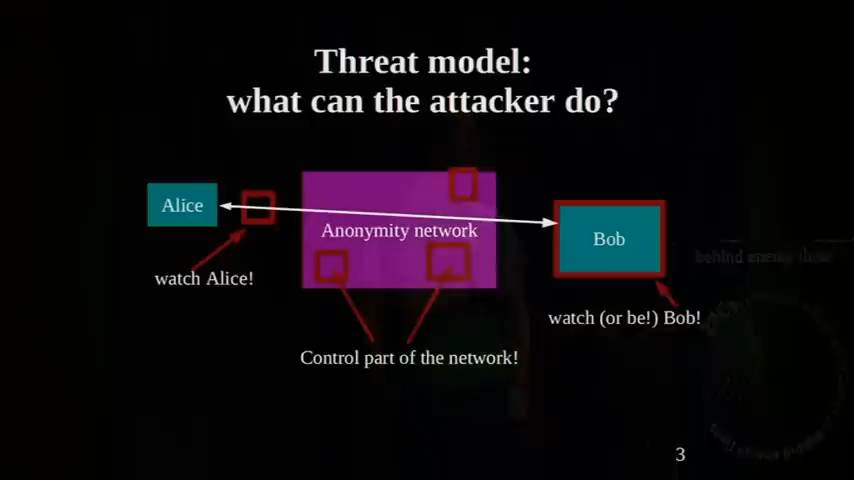 Threat model:
what can the attacker do?
Alice
Anonymity network
Bob
watch Alice!
watch (or be!) Bob!
Control part of the network!
3